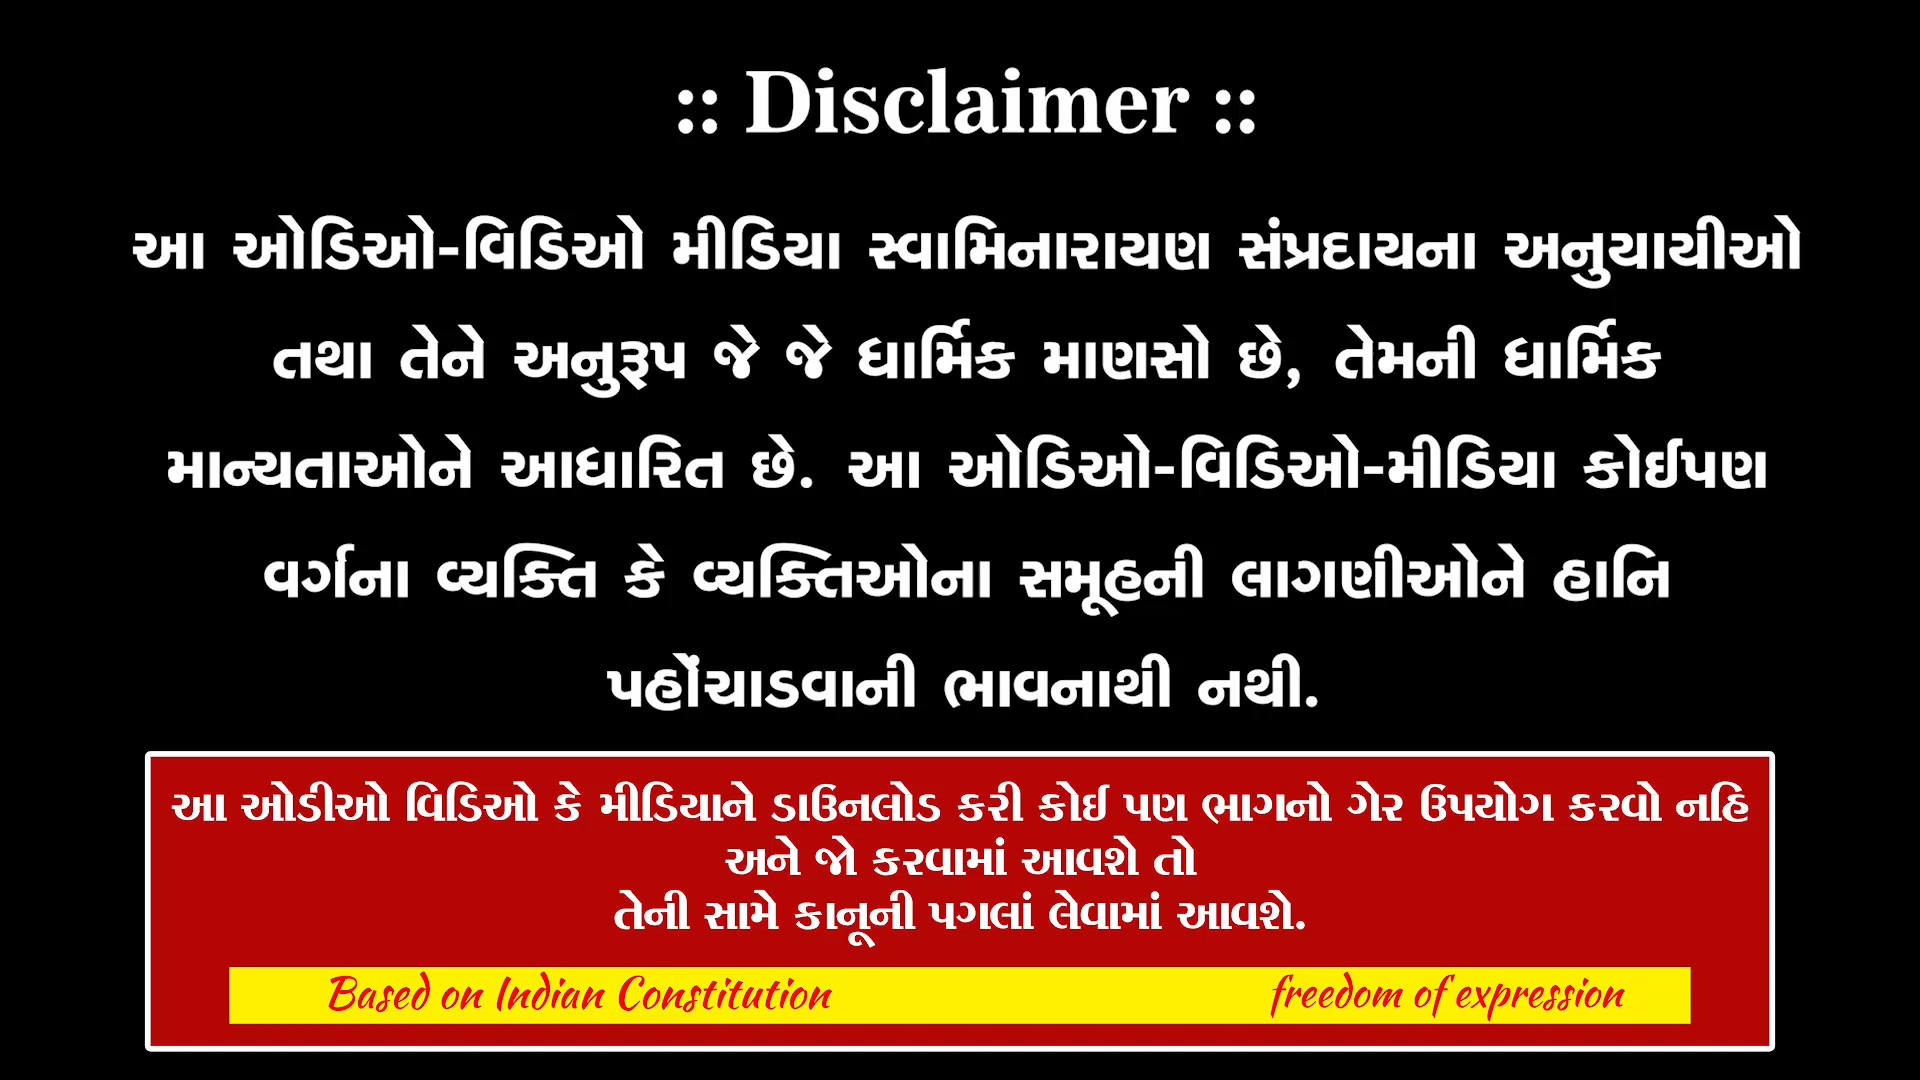 :: Disclaimer ::
આ ઓડિઓ-વિડિઓ મીડિયા સ્વામિનારાયણ સંપ્રદાયના અનુયાયીઓ
તથા તેને અનુરૂપ જે જે ધાર્મિક માણસો છે, તેમની ધાર્મિક
માન્યતાઓને આધારિત છે. આ ઓડિઓ-વિડિઓ-મીડિયા કોઈપણ
વર્ગના વ્યક્તિ કે વ્યક્તિઓના સમૂહની લાગણીઓને હાનિ
પહોંચાડવાની ભાવનાથી નથી.
આ ઓડીઓ વિડિઓ કે મીડિયાને ડાઉનલોડ કરી કોઈ પણ ભાગનો ગેર ઉપયોગ કરવો નહિ
અને જો કરવામાં આવશે તો
તેની સામે કાનૂની પગલાં લેવામાં આવશે.
Based on Indian Constitution freedom of expression